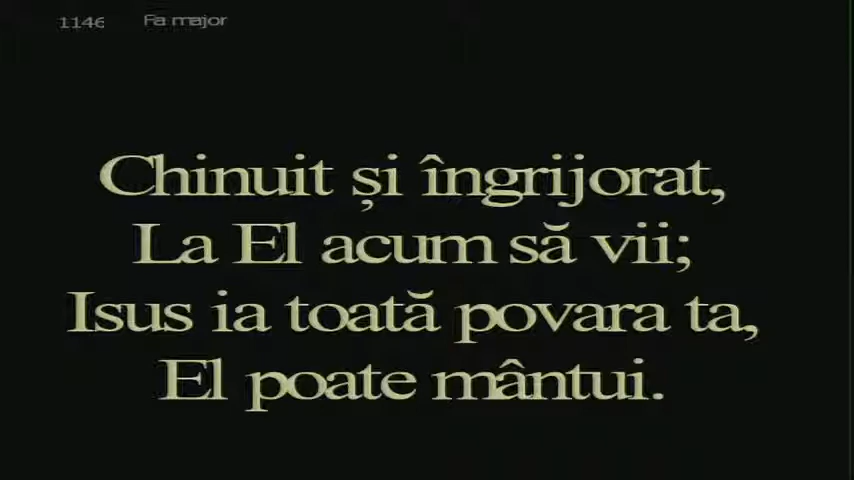 1146 Fa major
Chinuit și îngrijorat,
La El acum să vii;
Isus ia toată povara ta,
El poate mântui.